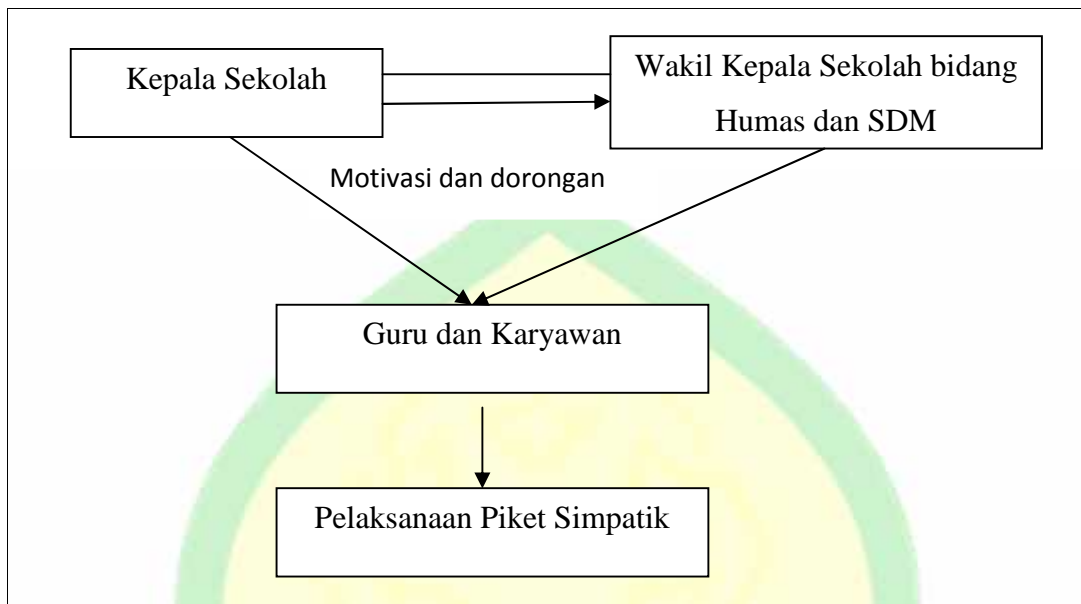 Kepala Sekolah
Wakil Kepala Sekolah bidang
Humas dan SDM
Motivasi dan dorongan
Guru dan Karyawan
Pelaksanaan Piket Simpatik